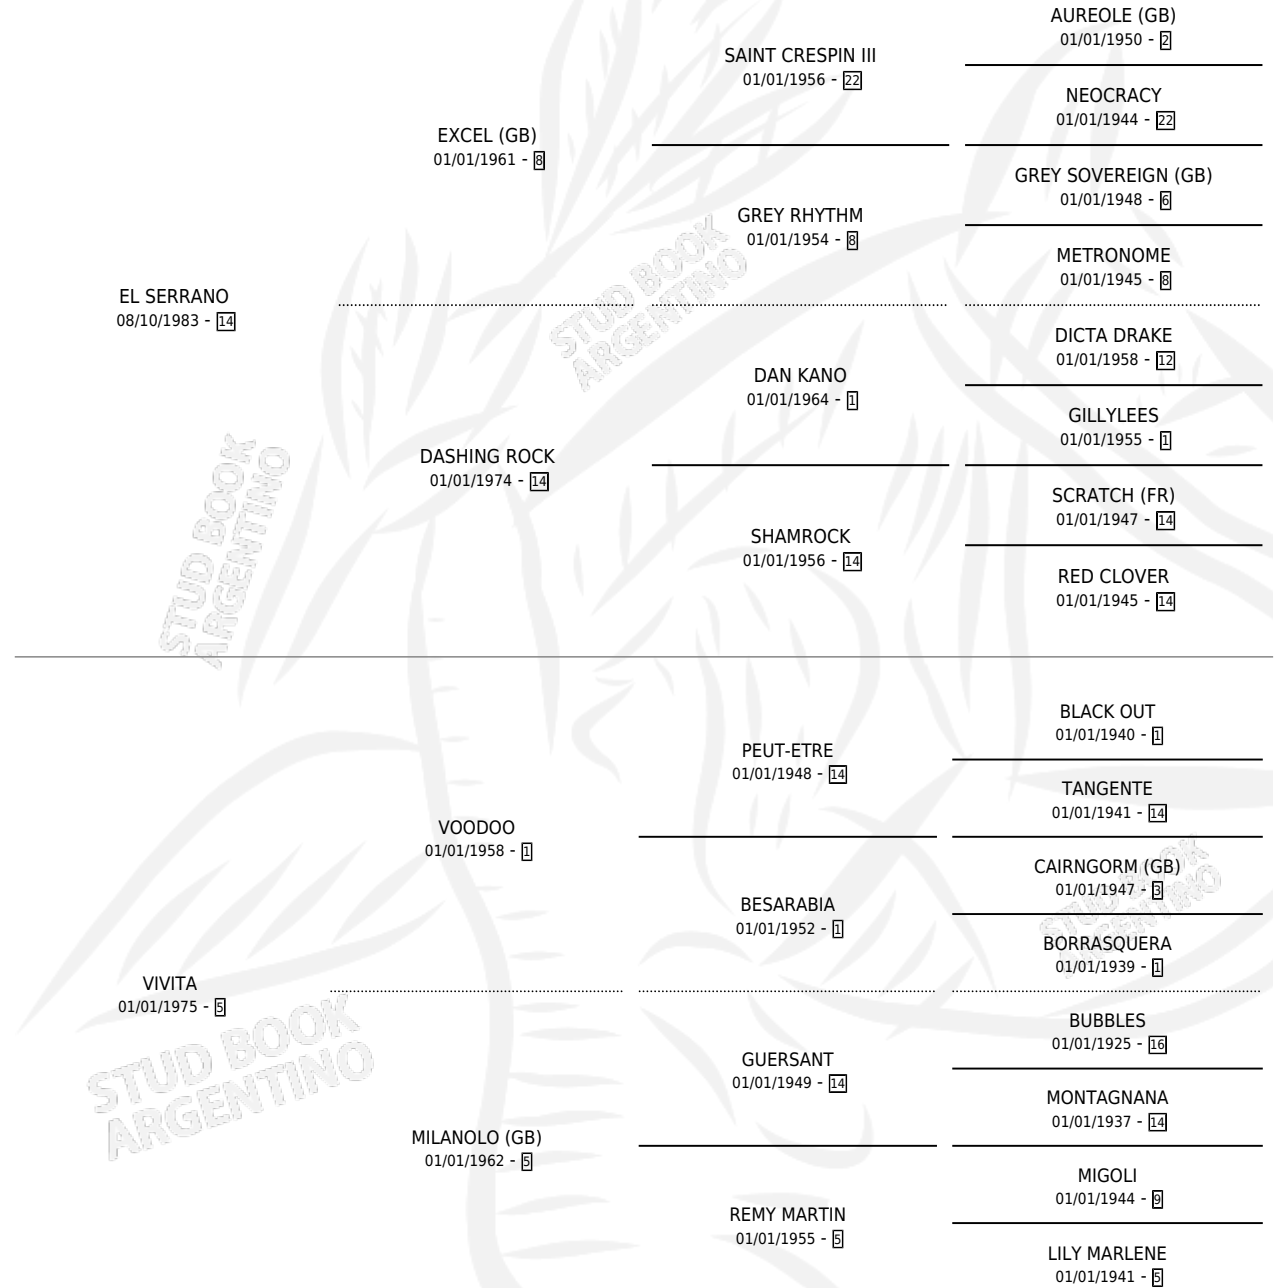 AUREOLE (GB)
01/01/1950 - 2
SAINT CRESPIN III
01/01/1956 - 22
NEOCRACY
01/01/1944 - 22
EXCEL (GB)
01/01/1961 - 8
GREY SOVEREIGN (GB)
01/01/1948 - 6
GREY RHYTHM
01/01/1954 - 8
METRONOME
01/01/1945 - 8
EL SERRANO
08/10/1983 - 14
DICTA DRAKE
01/01/1958 - 12
DAN KANO
01/01/1964 - 1
GILLYLEES
01/01/1955 - 1
DASHING ROCK
01/01/1974 - 14
SCRATCH (FR)
01/01/1947 - 14
SHAMROCK
01/01/1956 - 14
RED CLOVER
01/01/1945 - 14
STUD BOOK
ARGENTINO
STUD BOOK
ARGENTINO
BLACK OUT
01/01/1940 - 1
PEUT-ETRE
01/01/1948 - 14
TANGENTE
01/01/1941 - 14
VOODOO
01/01/1958 - 1
CAIRNGORM (GB)
01/01/1947 - 3
BESARABIA
01/01/1952 - 1
BORRASQUERA
01/01/1939 - 1
VIVITA
01/01/1975 - 5
BUBBLES
01/01/1925 - 16
GUERSANT
01/01/1949 - 14
MONTAGNANA
01/01/1937 - 14
MILANOLO (GB)
01/01/1962 - 5
MIGOLI
01/01/1944 - 9
REMY MARTIN
01/01/1955 - 5
LILY MARLENE
01/01/1941 - 5
STUD BOOK
ARGENTINO
STUD BOOK
ARGENTINO